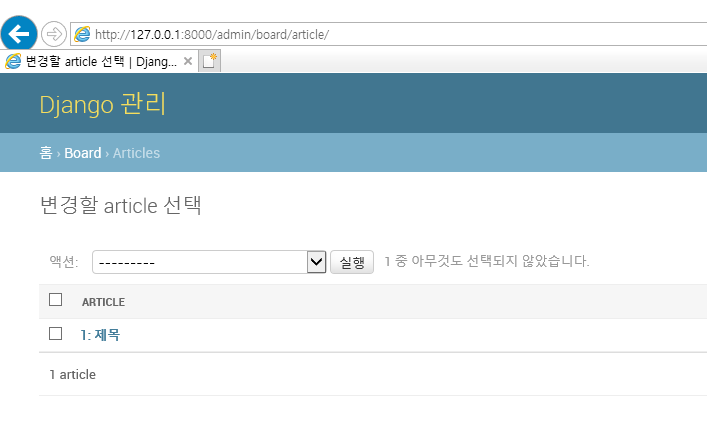 http://127.0.0.1:8000/admin/board/article/
변경할 article 선택 | Djang...
Django 관리
홈 › Board › Articles
변경할 article 선택
액션: --------- 실행 1 중 아무것도 선택되지 않았습니다.
ARTICLE
1: 제목
1 article